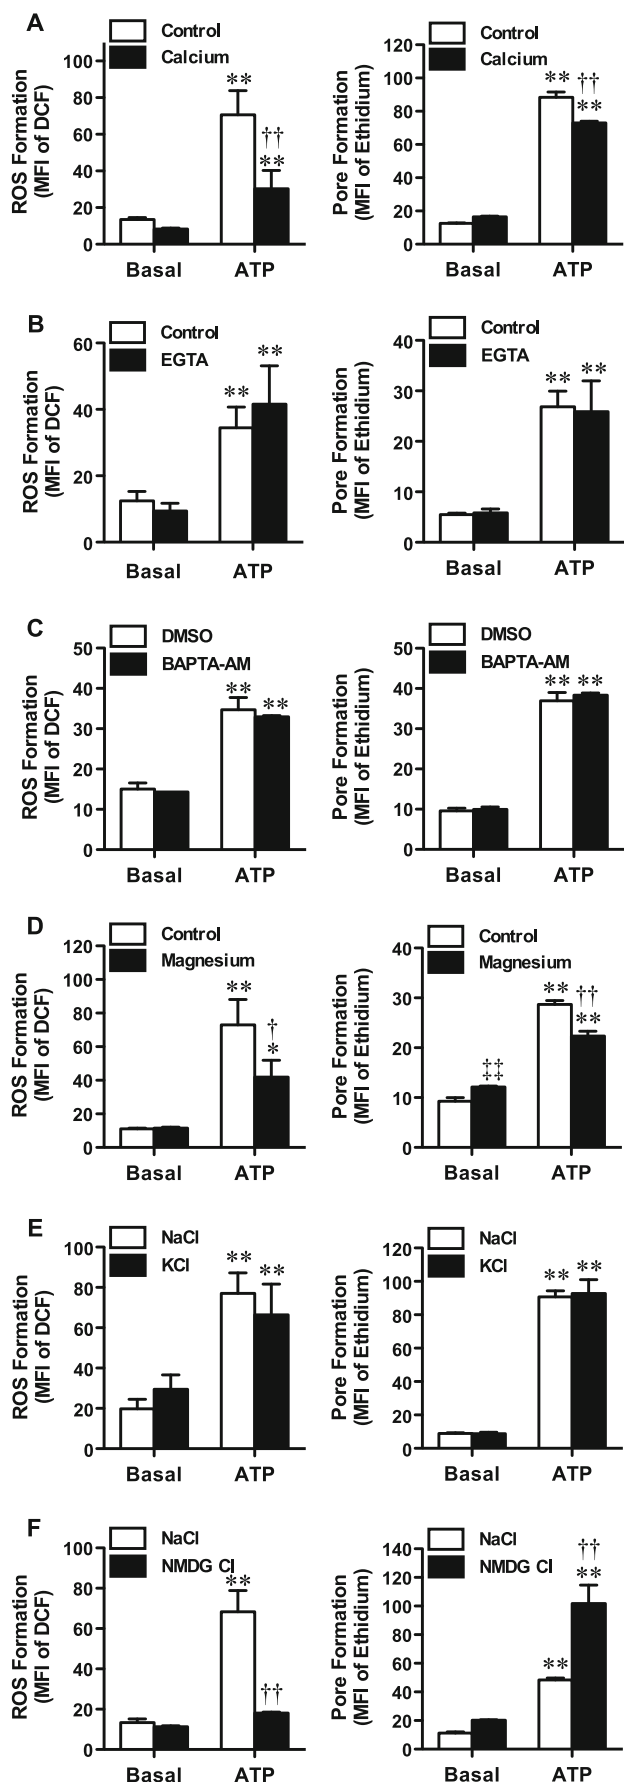 A
Control
Calcium
ROS Formation
(MFI of DCF)
100
80
60
40
20
0
**
††
**
Basal
ATP
Control
Calcium
Pore Formation
(MFI of Ethidium)
120
100
80
60
40
20
0
**
††
**
Basal
ATP
B
Control
EGTA
ROS Formation
(MFI of DCF)
60
40
20
0
**
**
Basal
ATP
Control
EGTA
Pore Formation
(MFI of Ethidium)
40
30
20
10
0
**
**
Basal
ATP
C
DMSO
BAPTA-AM
ROS Formation
(MFI of DCF)
50
40
30
20
10
0
**
**
Basal
ATP
DMSO
BAPTA-AM
Pore Formation
(MFI of Ethidium)
50
40
30
20
10
0
**
**
Basal
ATP
D
Control
Magnesium
ROS Formation
(MFI of DCF)
120
100
80
60
40
20
0
**
†
*
Basal
ATP
Control
Magnesium
Pore Formation
(MFI of Ethidium)
40
30
20
10
0
‡‡
**
††
**
Basal
ATP
E
NaCl
KCl
ROS Formation
(MFI of DCF)
100
80
60
40
20
0
**
**
Basal
ATP
NaCl
KCl
Pore Formation
(MFI of Ethidium)
120
100
80
60
40
20
0
**
**
Basal
ATP
F
NaCl
NMDG Cl
ROS Formation
(MFI of DCF)
100
80
60
40
20
0
**
††
Basal
ATP
NaCl
NMDG Cl
Pore Formation
(MFI of Ethidium)
140
120
100
80
60
40
20
0
**
††
**
Basal
ATP